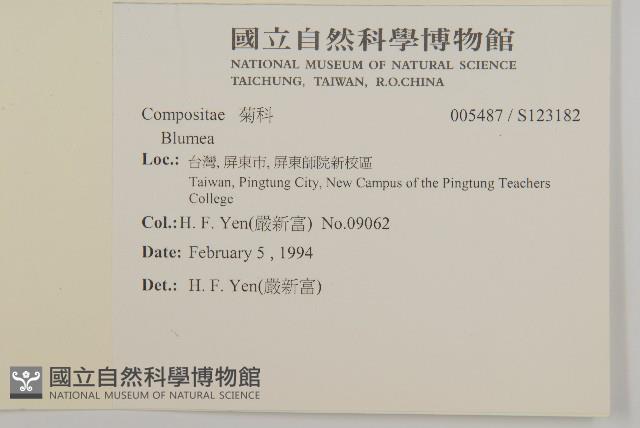 國立自然科學博物館
NATIONAL MUSEUM OF NATURAL SCIENCE
TAICHUNG, TAIWAN, R.O.CHINA
Compositae 菊科 005487 / S123182
Blumea
Loc.: 台灣, 屏東市, 屏東師院新校區
Taiwan, Pingtung City, New Campus of the Pingtung Teachers
College
Col.: H. F. Yen(嚴新富) No.09062
Date: February 5 , 1994
Det.: H. F. Yen(嚴新富)
國立自然科學博物館
NATIONAL MUSEUM OF NATURAL SCIENCE